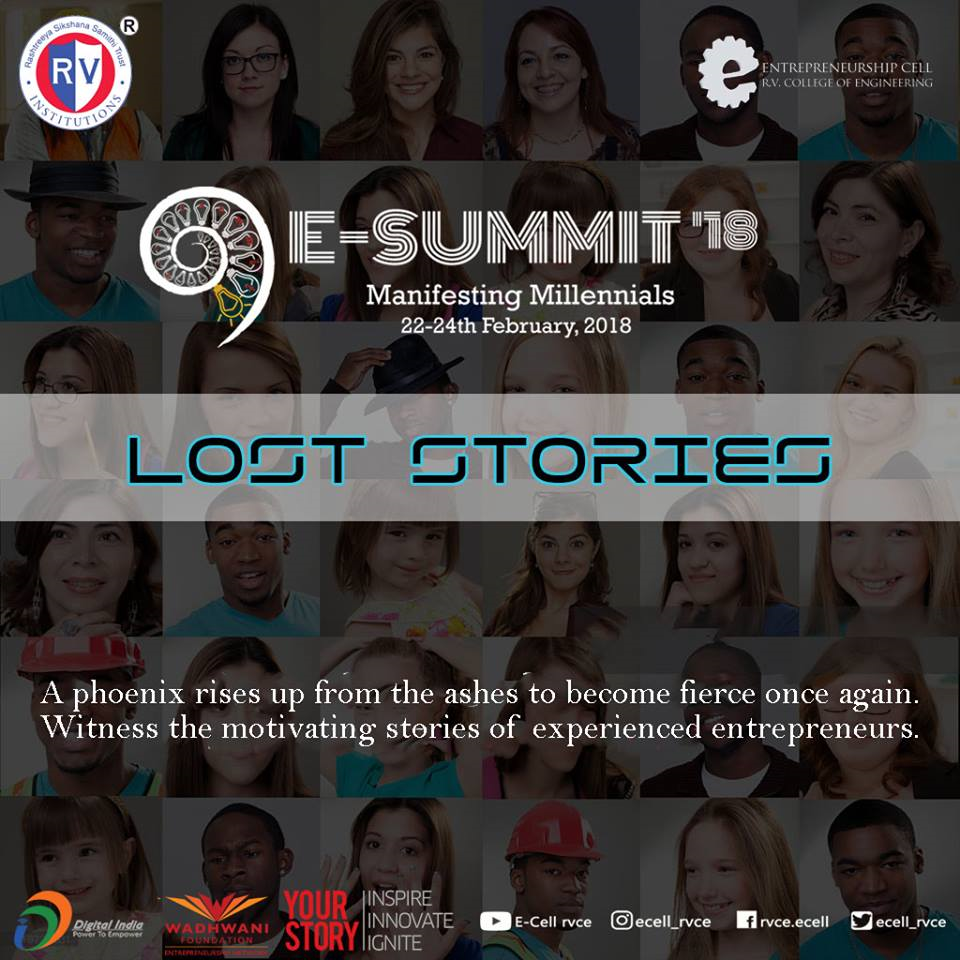 Rashtreeya Sikshana Samithi Trust
R
RV
INSTITUTIONS
e
ENTREPRENEURSHIP CELL
R.V. COLLEGE OF ENGINEERING
E-SUMMIT '18
Manifesting Millennials
22-24th February, 2018
LOST STORIES
A phoenix rises up from the ashes to become fierce once again.
Witness the motivating stories of experienced entrepreneurs.
Digital India
Power To Empower
WADHWANI
FOUNDATION
ENTREPRENEURSHIP NETWORK
YOUR
STORY
INSPIRE
INNOVATE
IGNITE
E-Cell rvce
ecell_rvce
rvce.ecell
ecell_rvce